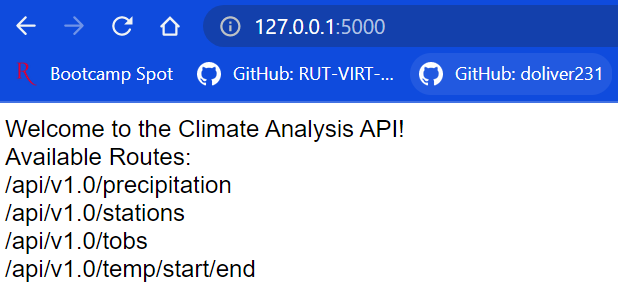 127.0.0.1:5000
Bootcamp Spot GitHub: RUT-VIRT-... GitHub: doliver231
Welcome to the Climate Analysis API!
Available Routes:
/api/v1.0/precipitation
/api/v1.0/stations
/api/v1.0/tobs
/api/v1.0/temp/start/end